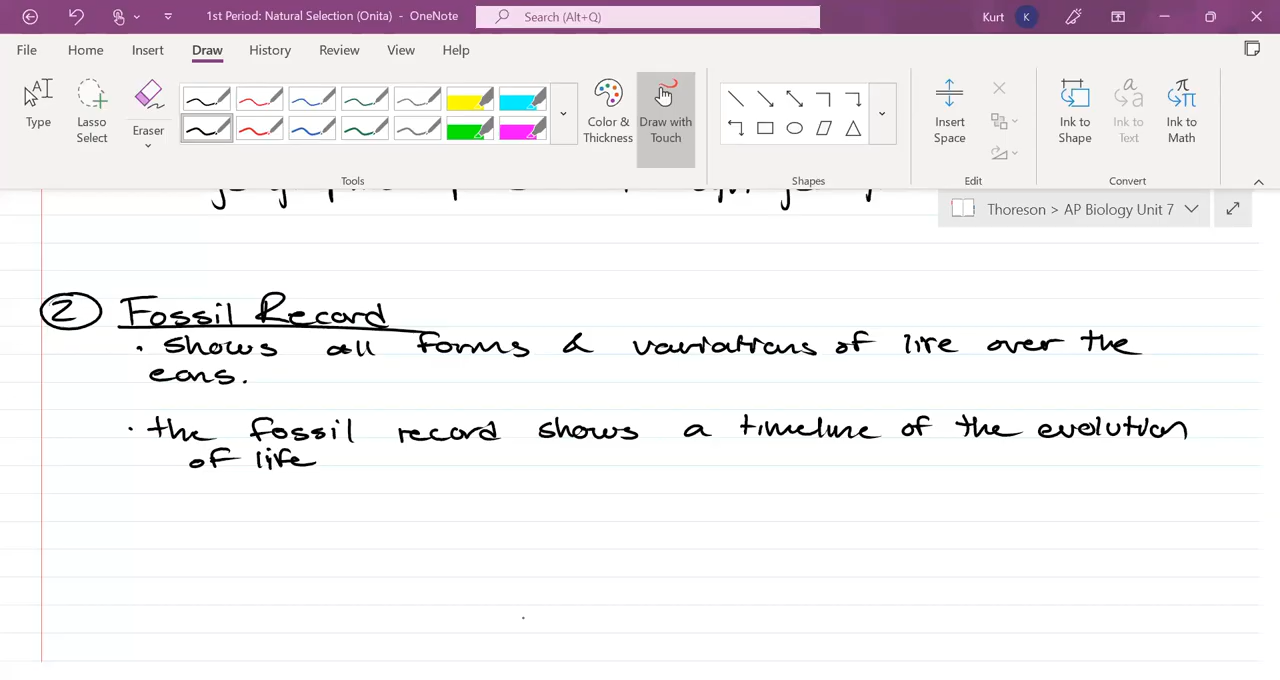 1st Period: Natural Selection (Onita) - OneNote
Search (Alt+Q)
Kurt K
File Home Insert Draw History Review View Help
Type
Lasso Select
Eraser
Color & Thickness
Draw with Touch
Insert Space
Ink to Shape
Ink to Text
Ink to Math
Tools Shapes Edit Convert
Thoreson > AP Biology Unit 7
2 Fossil Record
· shows all forms & variations of life over the
eons.
· the fossil record shows a timeline of the evolution
of life